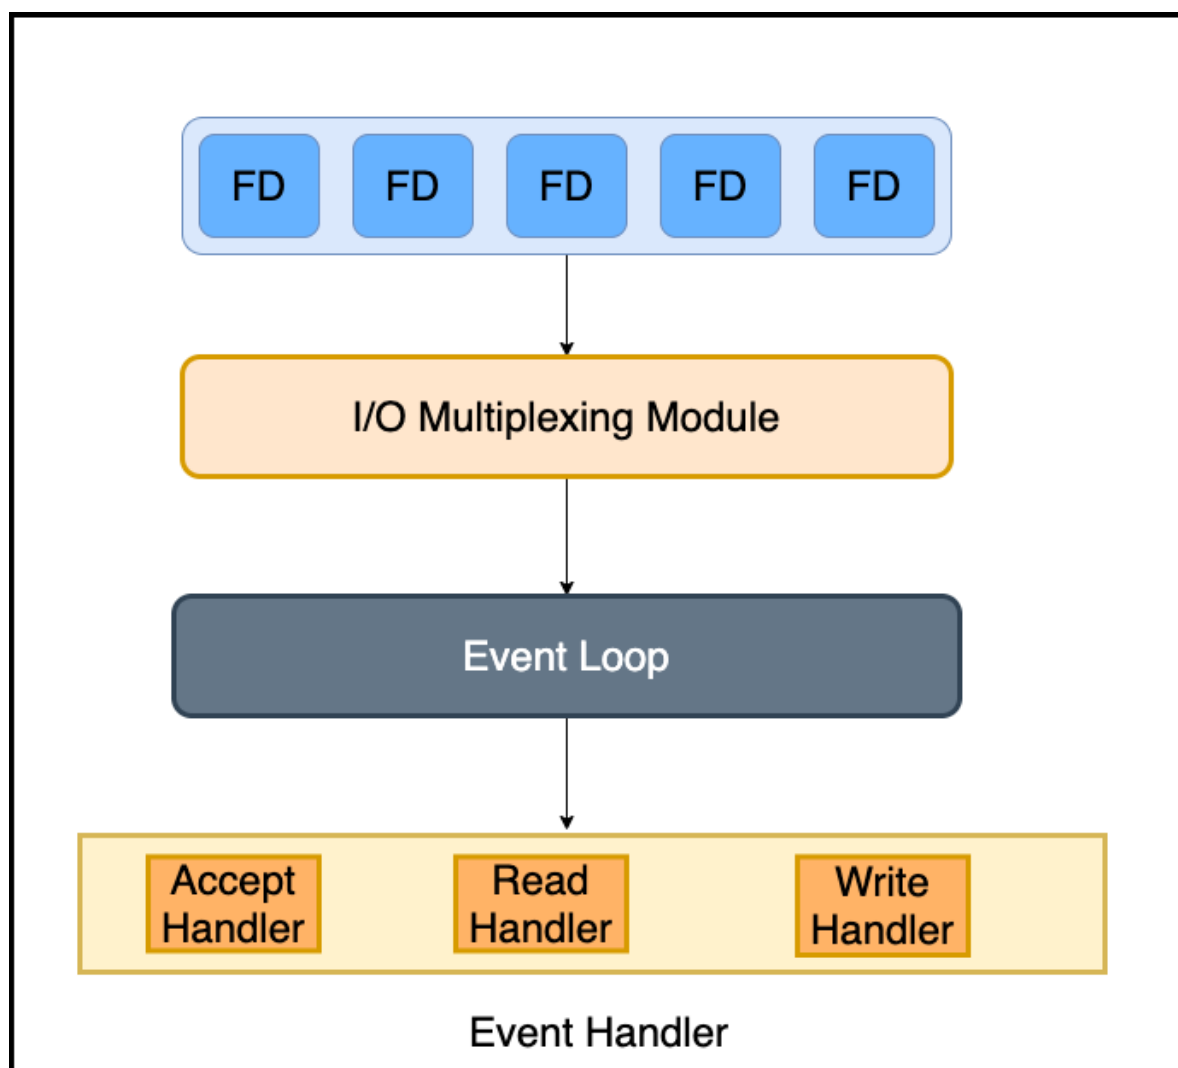 FD FD FD FD FD
I/O Multiplexing Module
Event Loop
Accept
Handler
Read
Handler
Write
Handler
Event Handler